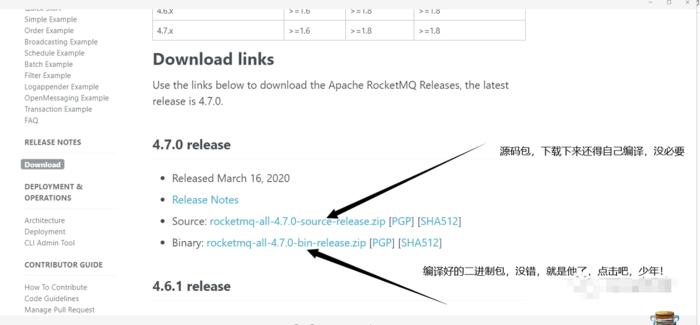 Simple Example
Order Example
Broadcasting Example
Schedule Example
Batch Example
Filter Example
Logappender Example
OpenMessaging Example
Transaction Example
FAQ
RELEASE NOTES
Download
DEPLOYMENT &
OPERATIONS
Architecture
Deployment
CLI Admin Tool
CONTRIBUTOR GUIDE
How To Contribute
Code Guidelines
Manage Pull Request
4.6.x >=1.6 >=1.8 >=1.8
4.7.x >=1.6 >=1.8 >=1.8
Download links
Use the links below to download the Apache RocketMQ Releases, the latest
release is 4.7.0.
4.7.0 release
Released March 16, 2020
Release Notes
Source: rocketmq-all-4.7.0-source-release.zip [PGP] [SHA512]
Binary: rocketmq-all-4.7.0-bin-release.zip [PGP] [SHA512]
4.6.1 release
源码包，下载下来还得自己编译，没必要
编译好的二进制包，没错，就是他了，点击吧，少年！